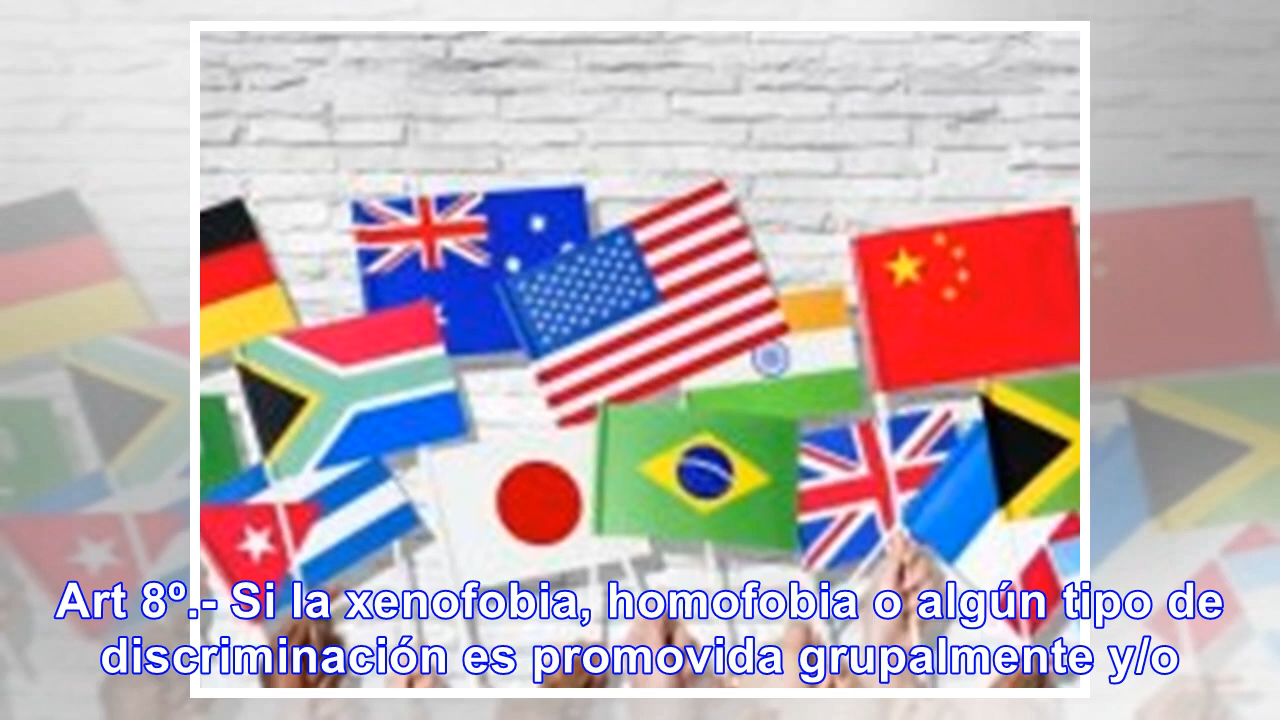 Art 8º.- Si la xenofobia, homofobia o algún tipo de
discriminación es promovida grupalmente y/o